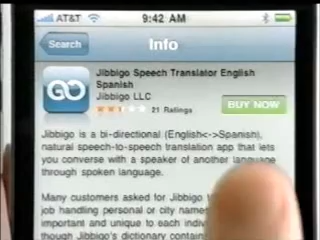 AT&T 9:42 AM
Search Info
Jibbigo Speech Translator English
Spanish
Jibbigo LLC
21 Ratings
BUY NOW
Jibbigo is a bi-directional (English<->Spanish),
natural speech-to-speech translation app that lets
you converse with a speaker of another language
through spoken language.
Many customers asked for Jibbigo
job handling personal or city names
important and unique to each
though Jibbigo's dictionary